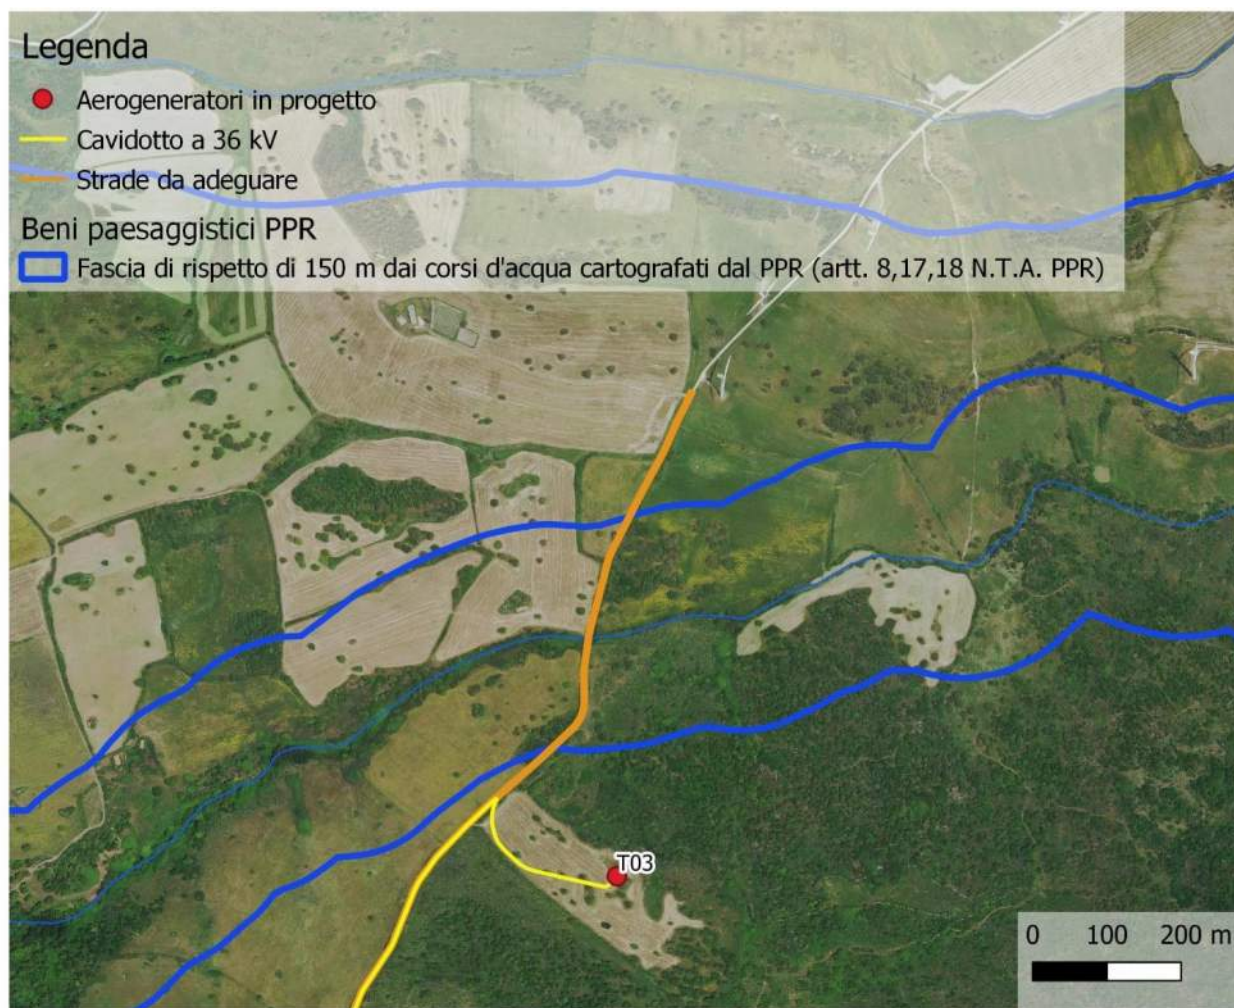 Legenda
Aerogeneratori in progetto
Cavidotto a 36 kV
Strade da adeguare
Beni paesaggistici PPR
Fascia di rispetto di 150 m dai corsi d'acqua cartografati dal PPR (artt. 8,17,18 N.T.A. PPR)
T03
0 100 200 m